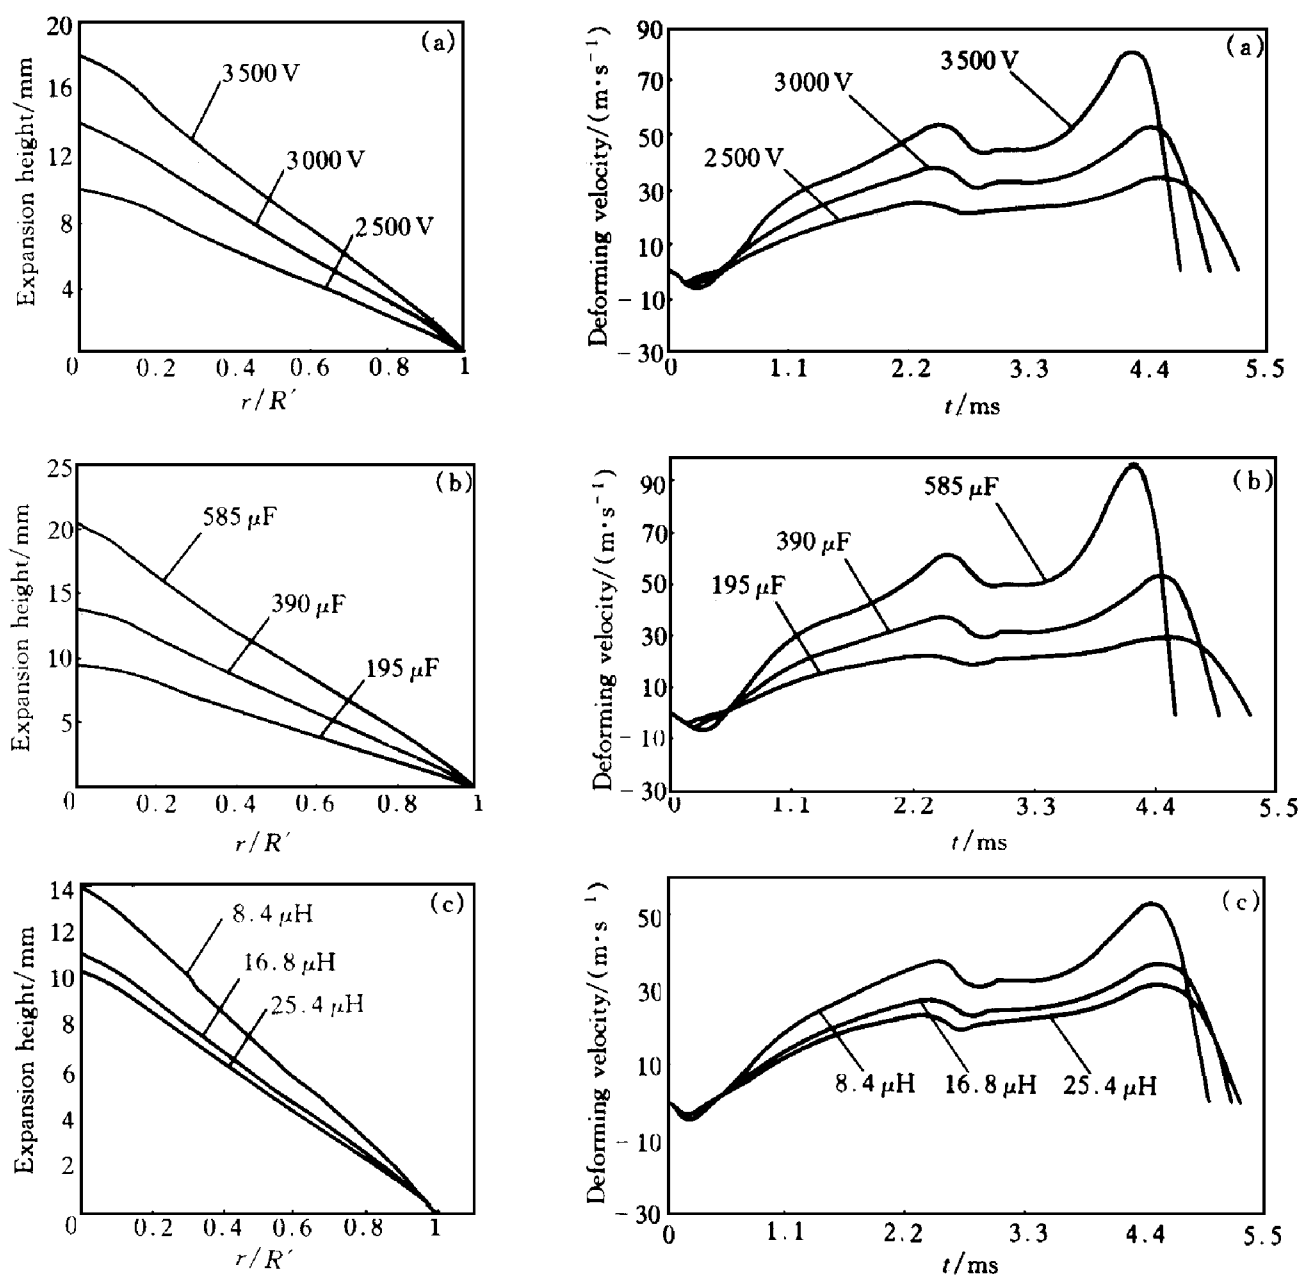 20
16
12
8
4
Expansion height/mm
(a)
3500 V
3000 V
2500 V
0 0.2 0.4 0.6 0.8 1
r/R′
90
70
50
30
10
−10
−30
Deforming velocity/(m·s⁻¹)
(a)
3500 V
3000 V
2500 V
0 1.1 2.2 3.3 4.4 5.5
t/ms
25
20
15
10
5
Expansion height/mm
(b)
585 μF
390 μF
195 μF
0 0.2 0.4 0.6 0.8 1
r/R′
90
70
50
30
10
−10
−30
Deforming velocity/(m·s⁻¹)
(b)
585 μF
390 μF
195 μF
0 1.1 2.2 3.3 4.4 5.5
t/ms
14
12
10
8
6
4
2
0
Expansion height/mm
(c)
8.4 μH
16.8 μH
25.4 μH
0.2 0.4 0.6 0.8 1
r/R′
50
30
10
−10
−30
Deforming velocity/(m·s⁻¹)
(c)
8.4 μH 16.8 μH 25.4 μH
0 1.1 2.2 3.3 4.4 5.5
t/ms